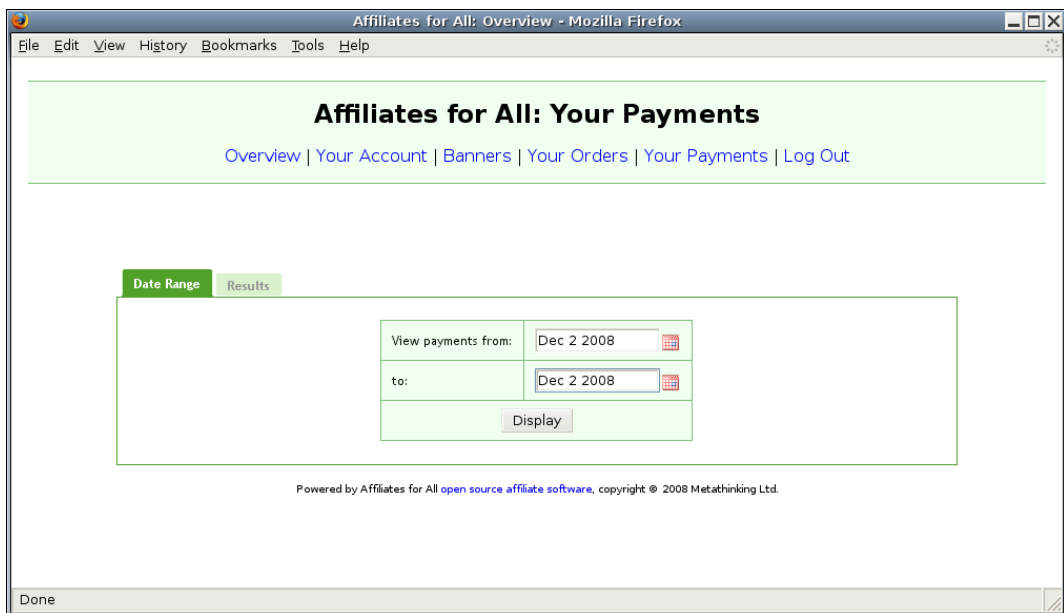 Affiliates for All: Overview - Mozilla Firefox
File Edit View History Bookmarks Tools Help
Affiliates for All: Your Payments
Overview | Your Account | Banners | Your Orders | Your Payments | Log Out
Date Range Results
View payments from: Dec 2 2008
to: Dec 2 2008
Display
Powered by Affiliates for All open source affiliate software, copyright © 2008 Metathinking Ltd.
Done